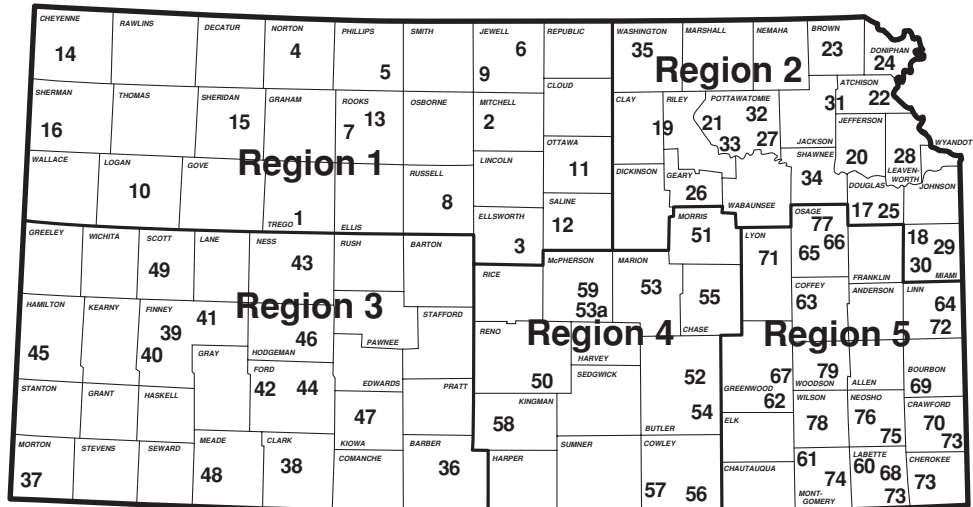 CHEYENNE RAWLINS DECATUR NORTON PHILLIPS SMITH JEWELL REPUBLIC WASHINGTON MARSHALL NEMAHA BROWN DONIPHAN
14 4 5 6 9 35 23 24
Region 2
SHERMAN THOMAS SHERIDAN GRAHAM ROOKS OSBORNE MITCHELL CLOUD CLAY RILEY POTTAWATOMIE JACKSON ATCHISON JEFFERSON
16 15 7 13 2 19 21 32 33 27 31 22
Region 1
WALLACE LOGAN GOVE TREGO ELLIS RUSSELL LINCOLN OTTAWA DICKINSON GEARY WABAUNSEE SHAWNEE LEAVEN-
WORTH WYANDOT
10 1 8 11 26 34 20 28
ELLSWORTH SALINE MORRIS DOUGLAS JOHNSON
3 12 51 17 25
GREELEY WICHITA SCOTT LANE NESS RUSH BARTON RICE McPHERSON MARION LYON OSAGE FRANKLIN MIAMI
49 43 59 53a 53 71 77 65 66 18 29 30
Region 3
HAMILTON KEARNY FINNEY HODGEMAN PAWNEE STAFFORD RENO CHASE COFFEY ANDERSON LINN
45 39 40 41 46 55 63 64 72
Region 4
Region 5
STANTON GRANT HASKELL GRAY FORD EDWARDS PRATT HARVEY SEDGWICK BUTLER GREENWOOD WOODSON ALLEN BOURBON
42 44 47 50 52 54 67 62 79 69
KINGMAN ELK WILSON NEOSHO CRAWFORD
58 78 76 75 70 73
MORTON STEVENS SEWARD MEADE CLARK KIOWA COMANCHE BARBER HARPER SUMNER COWLEY CHAUTAUQUA MONT-
GOMERY LABETTE CHEROKEE
37 48 38 36 57 56 61 74 60 68 73 73